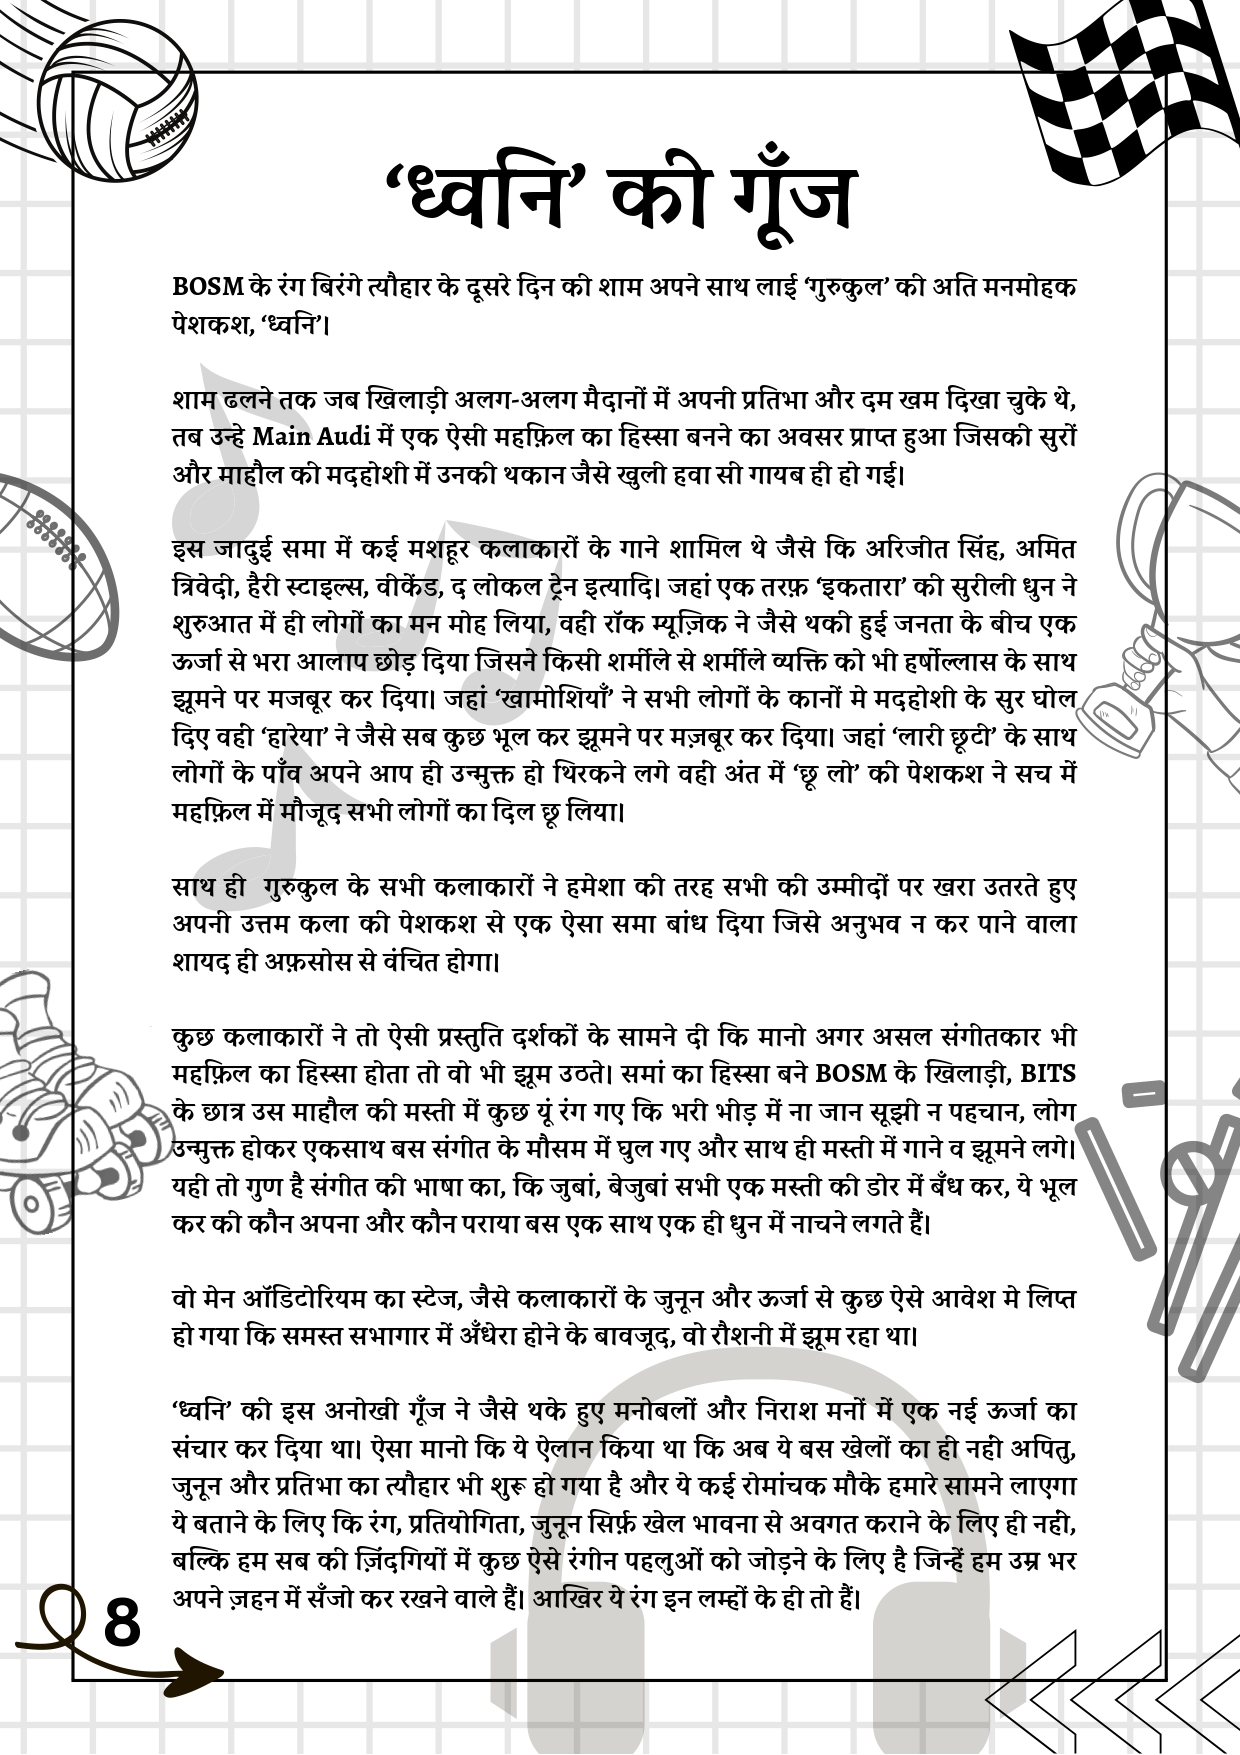 ‘ध्वनि’ की गूँज
BOSM के रंग बिरंगे त्यौहार के दूसरे दिन की शाम अपने साथ लाई ‘गुरुकुल’ की अति मनमोहक
पेशकश, ‘ध्वनि’।
शाम ढलने तक जब खिलाड़ी अलग-अलग मैदानों में अपनी प्रतिभा और दम खम दिखा चुके थे,
तब उन्हे Main Audi में एक ऐसी महफ़िल का हिस्सा बनने का अवसर प्राप्त हुआ जिसकी सुरों
और माहौल की मदहोशी में उनकी थकान जैसे खुली हवा सी गायब ही हो गई।
इस जादुई समा में कई मशहूर कलाकारों के गाने शामिल थे जैसे कि अरिजीत सिंह, अमित
त्रिवेदी, हैरी स्टाइल्स, वीकेंड, द लोकल ट्रेन इत्यादि। जहां एक तरफ़ ‘इकतारा’ की सुरीली धुन ने
शुरुआत में ही लोगों का मन मोह लिया, वही रॉक म्यूज़िक ने जैसे थकी हुई जनता के बीच एक
ऊर्जा से भरा आलाप छोड़ दिया जिसने किसी शर्मीले से शर्मीले व्यक्ति को भी हर्षोल्लास के साथ
झूमने पर मजबूर कर दिया। जहां ‘खामोशियाँ’ ने सभी लोगों के कानों मे मदहोशी के सुर घोल
दिए वही ‘हारेया’ ने जैसे सब कुछ भूल कर झूमने पर मज़बूर कर दिया। जहां ‘लारी छूटी’ के साथ
लोगों के पाँव अपने आप ही उन्मुक्त हो थिरकने लगे वहीं अंत में ‘छू लो’ की पेशकश ने सच में
महफ़िल में मौजूद सभी लोगों का दिल छू लिया।
साथ ही गुरुकुल के सभी कलाकारों ने हमेशा की तरह सभी की उम्मीदों पर खरा उतरते हुए
अपनी उत्तम कला की पेशकश से एक ऐसा समा बांध दिया जिसे अनुभव न कर पाने वाला
शायद ही अफ़सोस से वंचित होगा।
कुछ कलाकारों ने तो ऐसी प्रस्तुति दर्शकों के सामने दी कि मानो अगर असल संगीतकार भी
महफ़िल का हिस्सा होता तो वो भी झूम उठते। समां का हिस्सा बने BOSM के खिलाड़ी, BITS
के छात्र उस माहौल की मस्ती में कुछ यूं रंग गए कि भरी भीड़ में ना जान सूझी न पहचान, लोग
उन्मुक्त होकर एकसाथ बस संगीत के मौसम में घुल गए और साथ ही मस्ती में गाने व झूमने लगे।
यही तो गुण है संगीत की भाषा का, कि जुबां, बेजुबां सभी एक मस्ती की डोर में बँध कर, ये भूल
कर की कौन अपना और कौन पराया बस एक साथ एक ही धुन में नाचने लगते हैं।
वो मेन ऑडिटोरियम का स्टेज, जैसे कलाकारों के जुनून और ऊर्जा से कुछ ऐसे आवेश मे लिप्त
हो गया कि समस्त सभागार में अँधेरा होने के बावजूद, वो रौशनी में झूम रहा था।
‘ध्वनि’ की इस अनोखी गूँज ने जैसे थके हुए मनोबलों और निराश मनों में एक नई ऊर्जा का
संचार कर दिया था। ऐसा मानो कि ये ऐलान किया था कि अब ये बस खेलों का ही नही अपितु,
जुनून और प्रतिभा का त्यौहार भी शुरू हो गया है और ये कई रोमांचक मौके हमारे सामने लाएगा
ये बताने के लिए कि रंग, प्रतियोगिता, जुनून सिर्फ़ खेल भावना से अवगत कराने के लिए ही नहीं,
बल्कि हम सब की ज़िंदगियों में कुछ ऐसे रंगीन पहलुओं को जोड़ने के लिए है जिन्हें हम उम्र भर
अपने ज़हन में सँजो कर रखने वाले हैं। आखिर ये रंग इन लम्हों के ही तो हैं।
8